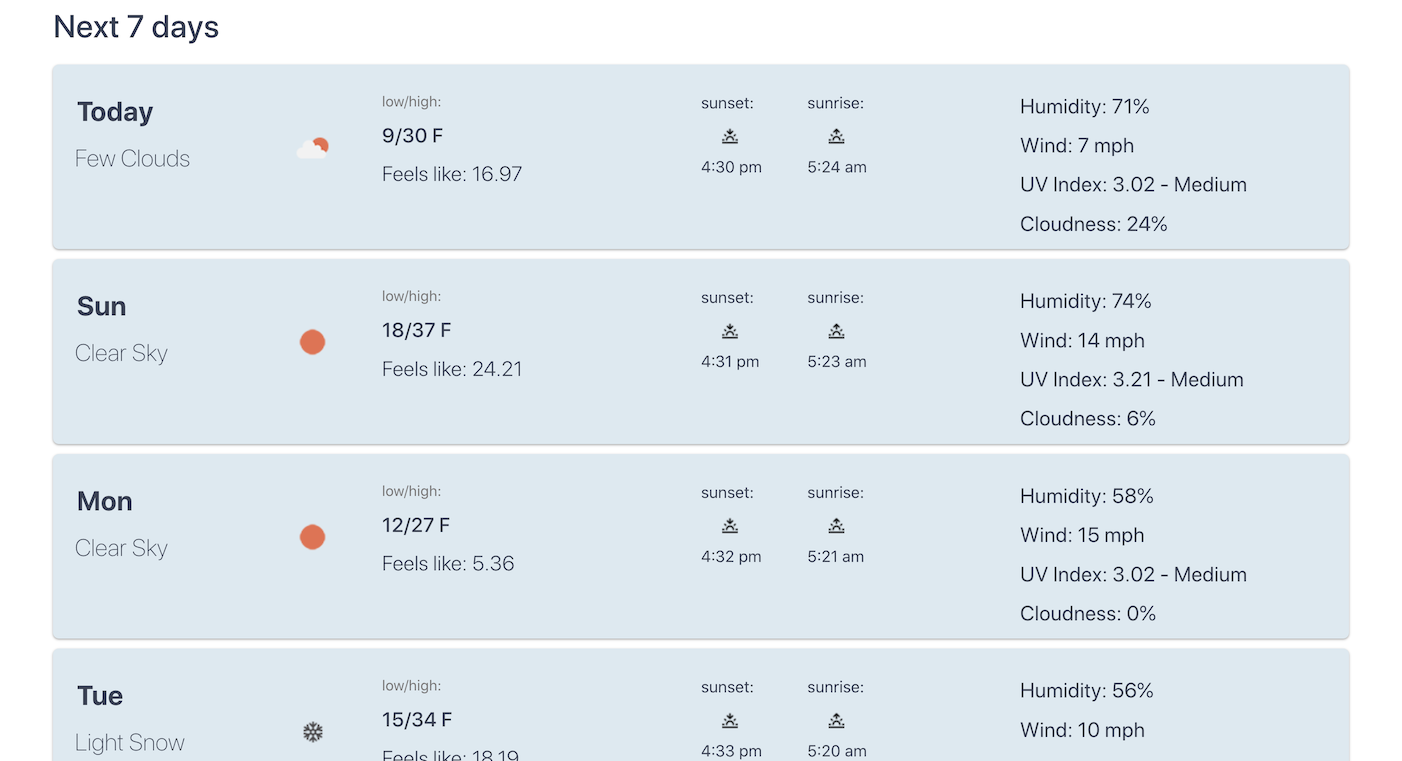 Next 7 days
Today
Few Clouds
low/high:
9/30 F
Feels like: 16.97
sunset:
4:30 pm
sunrise:
5:24 am
Humidity: 71%
Wind: 7 mph
UV Index: 3.02 - Medium
Cloudness: 24%
Sun
Clear Sky
low/high:
18/37 F
Feels like: 24.21
sunset:
4:31 pm
sunrise:
5:23 am
Humidity: 74%
Wind: 14 mph
UV Index: 3.21 - Medium
Cloudness: 6%
Mon
Clear Sky
low/high:
12/27 F
Feels like: 5.36
sunset:
4:32 pm
sunrise:
5:21 am
Humidity: 58%
Wind: 15 mph
UV Index: 3.02 - Medium
Cloudness: 0%
Tue
Light Snow
low/high:
15/34 F
Feels like: 18.19
sunset:
4:33 pm
sunrise:
5:20 am
Humidity: 56%
Wind: 10 mph